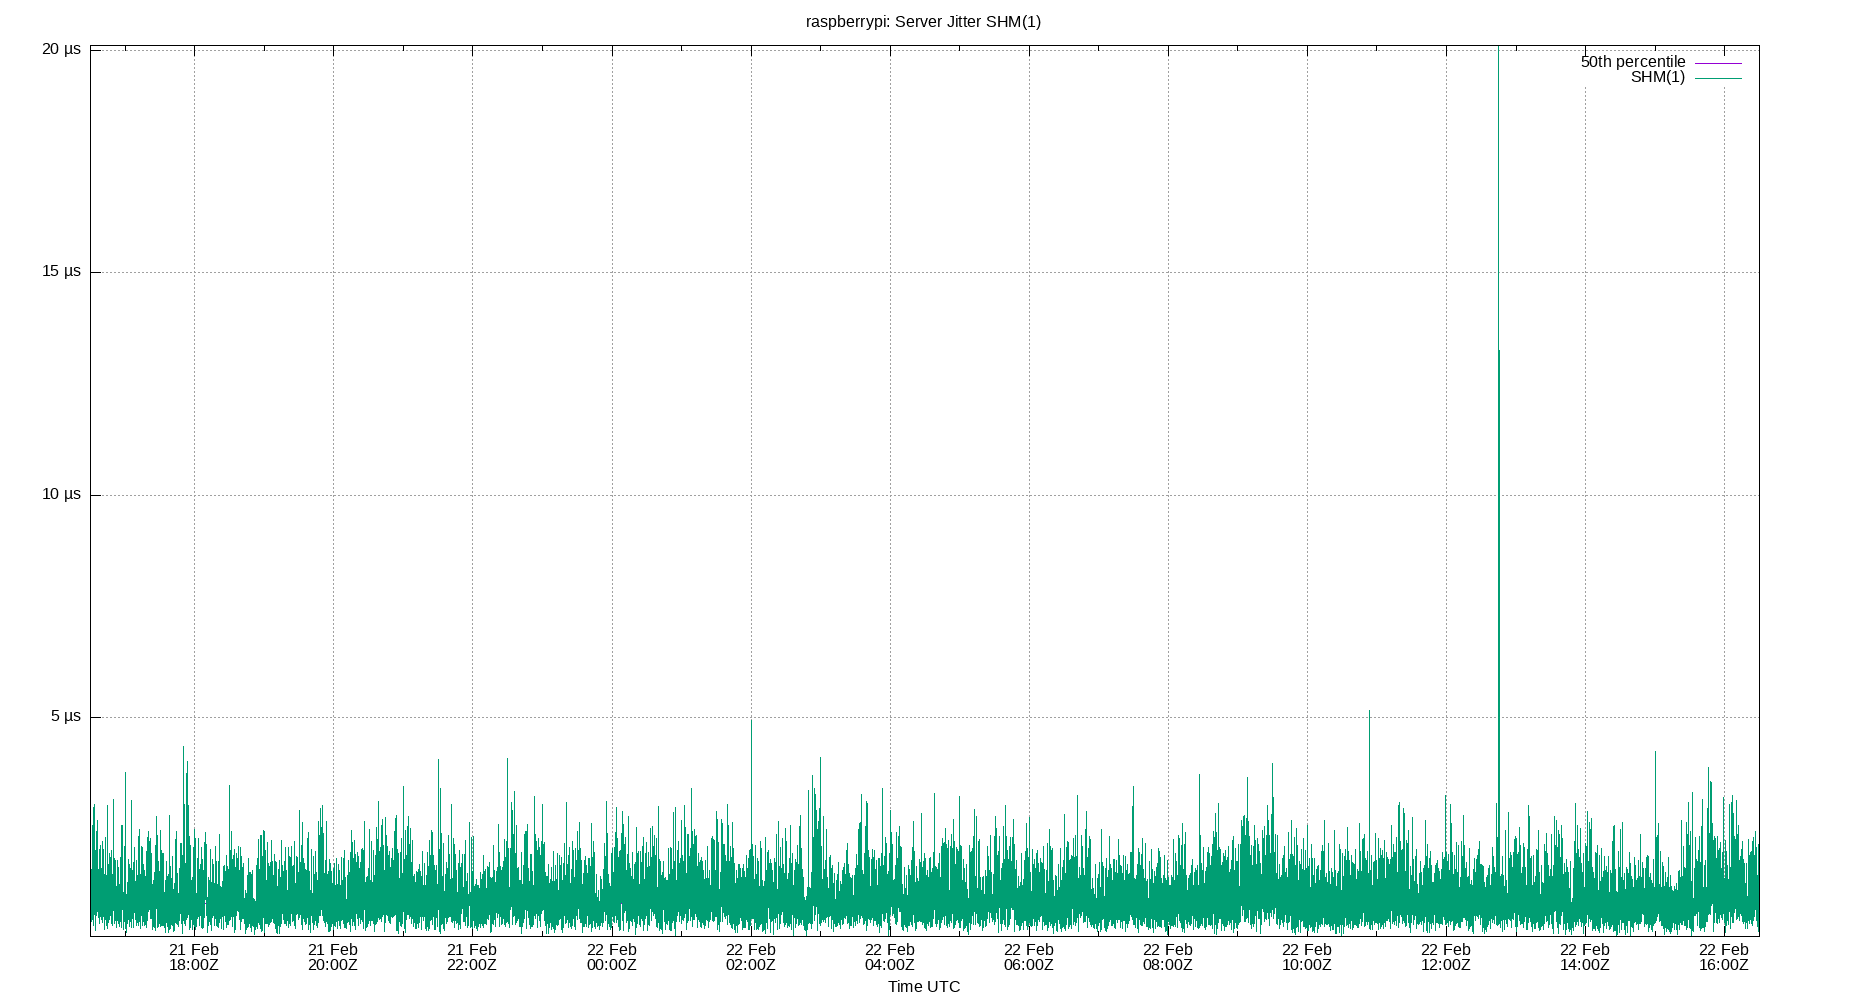 raspberrypi: Server Jitter SHM(1)
20 µs
50th percentile
SHM(1)
15 µs
10 µs
5 µs
21 Feb 21 Feb 21 Feb 22 Feb 22 Feb 22 Feb 22 Feb 22 Feb 22 Feb 22 Feb 22 Feb 22 Feb
18:00Z 20:00Z 22:00Z 00:00Z 02:00Z 04:00Z 06:00Z 08:00Z 10:00Z 12:00Z 14:00Z 16:00Z
Time UTC